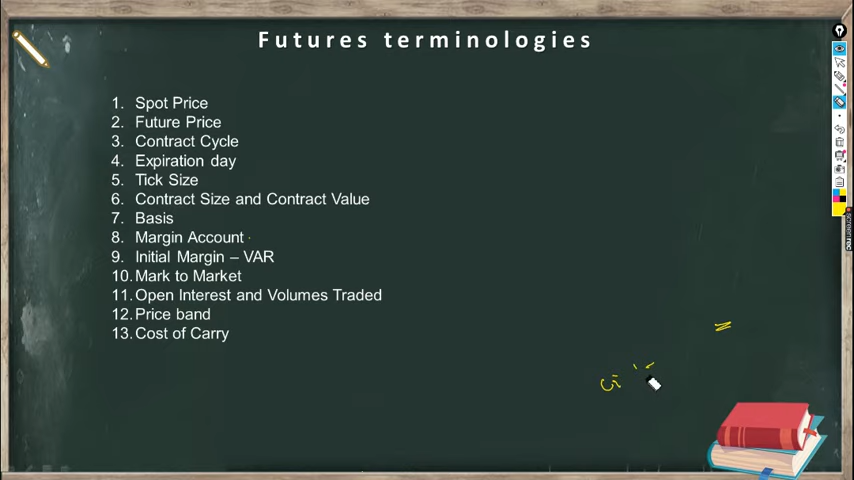 Futures terminologies
1. Spot Price
2. Future Price
3. Contract Cycle
4. Expiration day
5. Tick Size
6. Contract Size and Contract Value
7. Basis
8. Margin Account
9. Initial Margin – VAR
10. Mark to Market
11. Open Interest and Volumes Traded
12. Price band
13. Cost of Carry